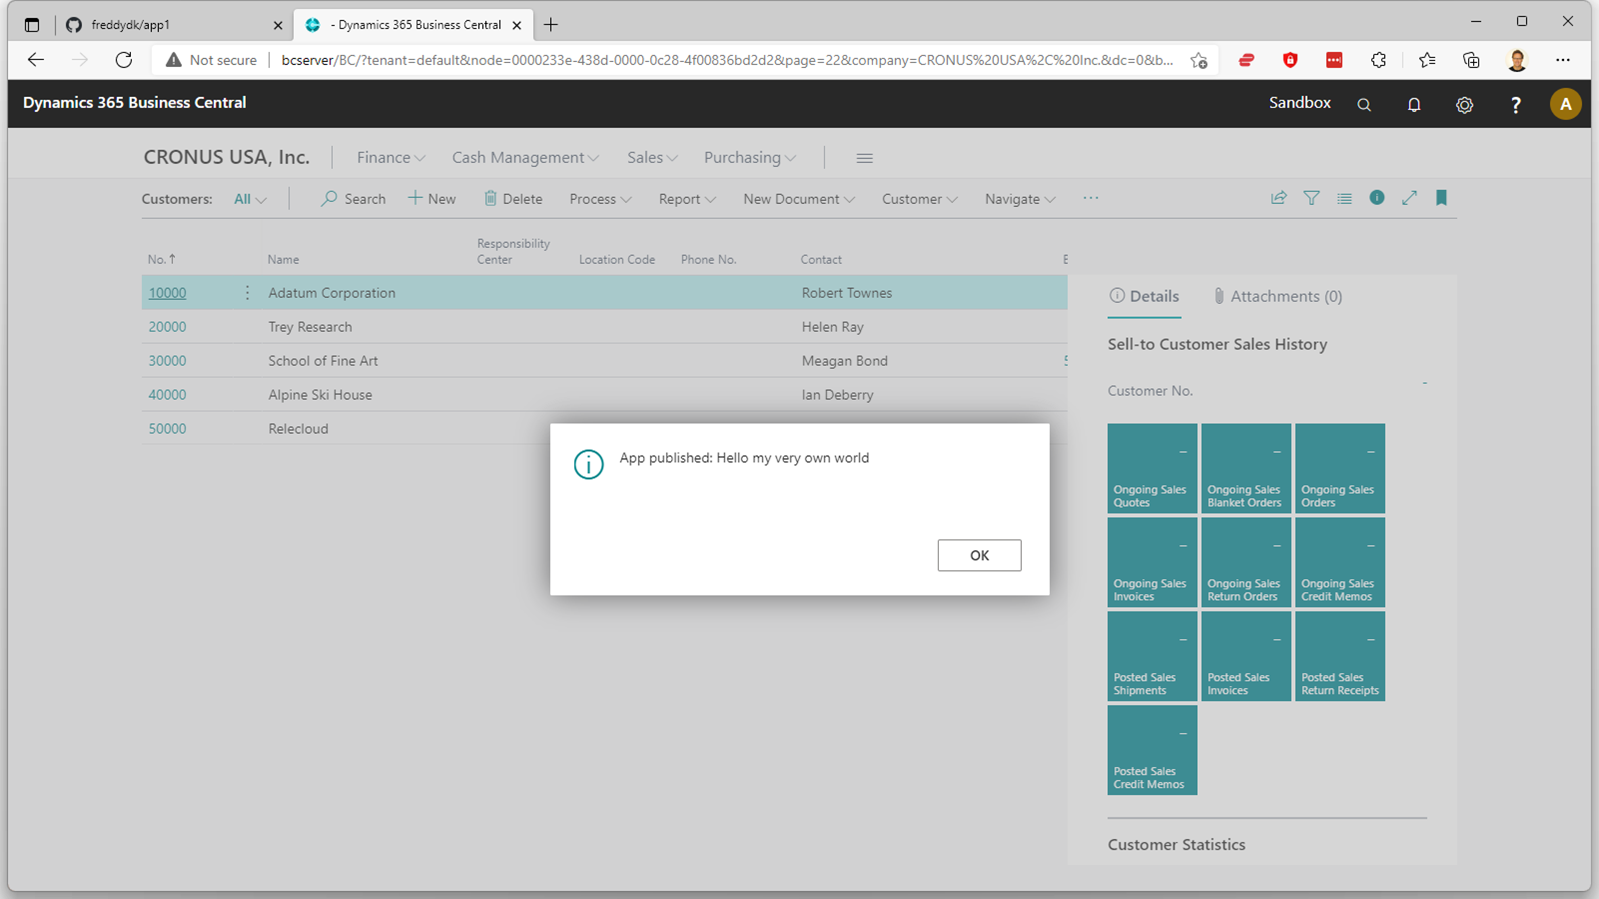 freddydk/app1
- Dynamics 365 Business Central
Not secure
bcserver/BC/?tenant=default&node=0000233e-438d-0000-0c28-4f00836bd2d2&page=22&company=CRONUS%20USA%2C%20Inc.&dc=0&b...
Dynamics 365 Business Central
Sandbox
?
A
CRONUS USA, Inc.
Finance
Cash Management
Sales
Purchasing
Customers:
All
Search
New
Delete
Process
Report
New Document
Customer
Navigate
...
No. ↑
Name
Responsibility
Center
Location Code
Phone No.
Contact
10000 Adatum Corporation Robert Townes
20000 Trey Research Helen Ray
30000 School of Fine Art Meagan Bond
40000 Alpine Ski House Ian Deberry
50000 Relecloud
App published: Hello my very own world
OK
Details
Attachments (0)
Sell-to Customer Sales History
Customer No.
-
Ongoing Sales
Quotes
Ongoing Sales
Blanket Orders
Ongoing Sales
Orders
Ongoing Sales
Invoices
Ongoing Sales
Return Orders
Ongoing Sales
Credit Memos
Posted Sales
Shipments
Posted Sales
Invoices
Posted Sales
Return Receipts
Posted Sales
Credit Memos
Customer Statistics